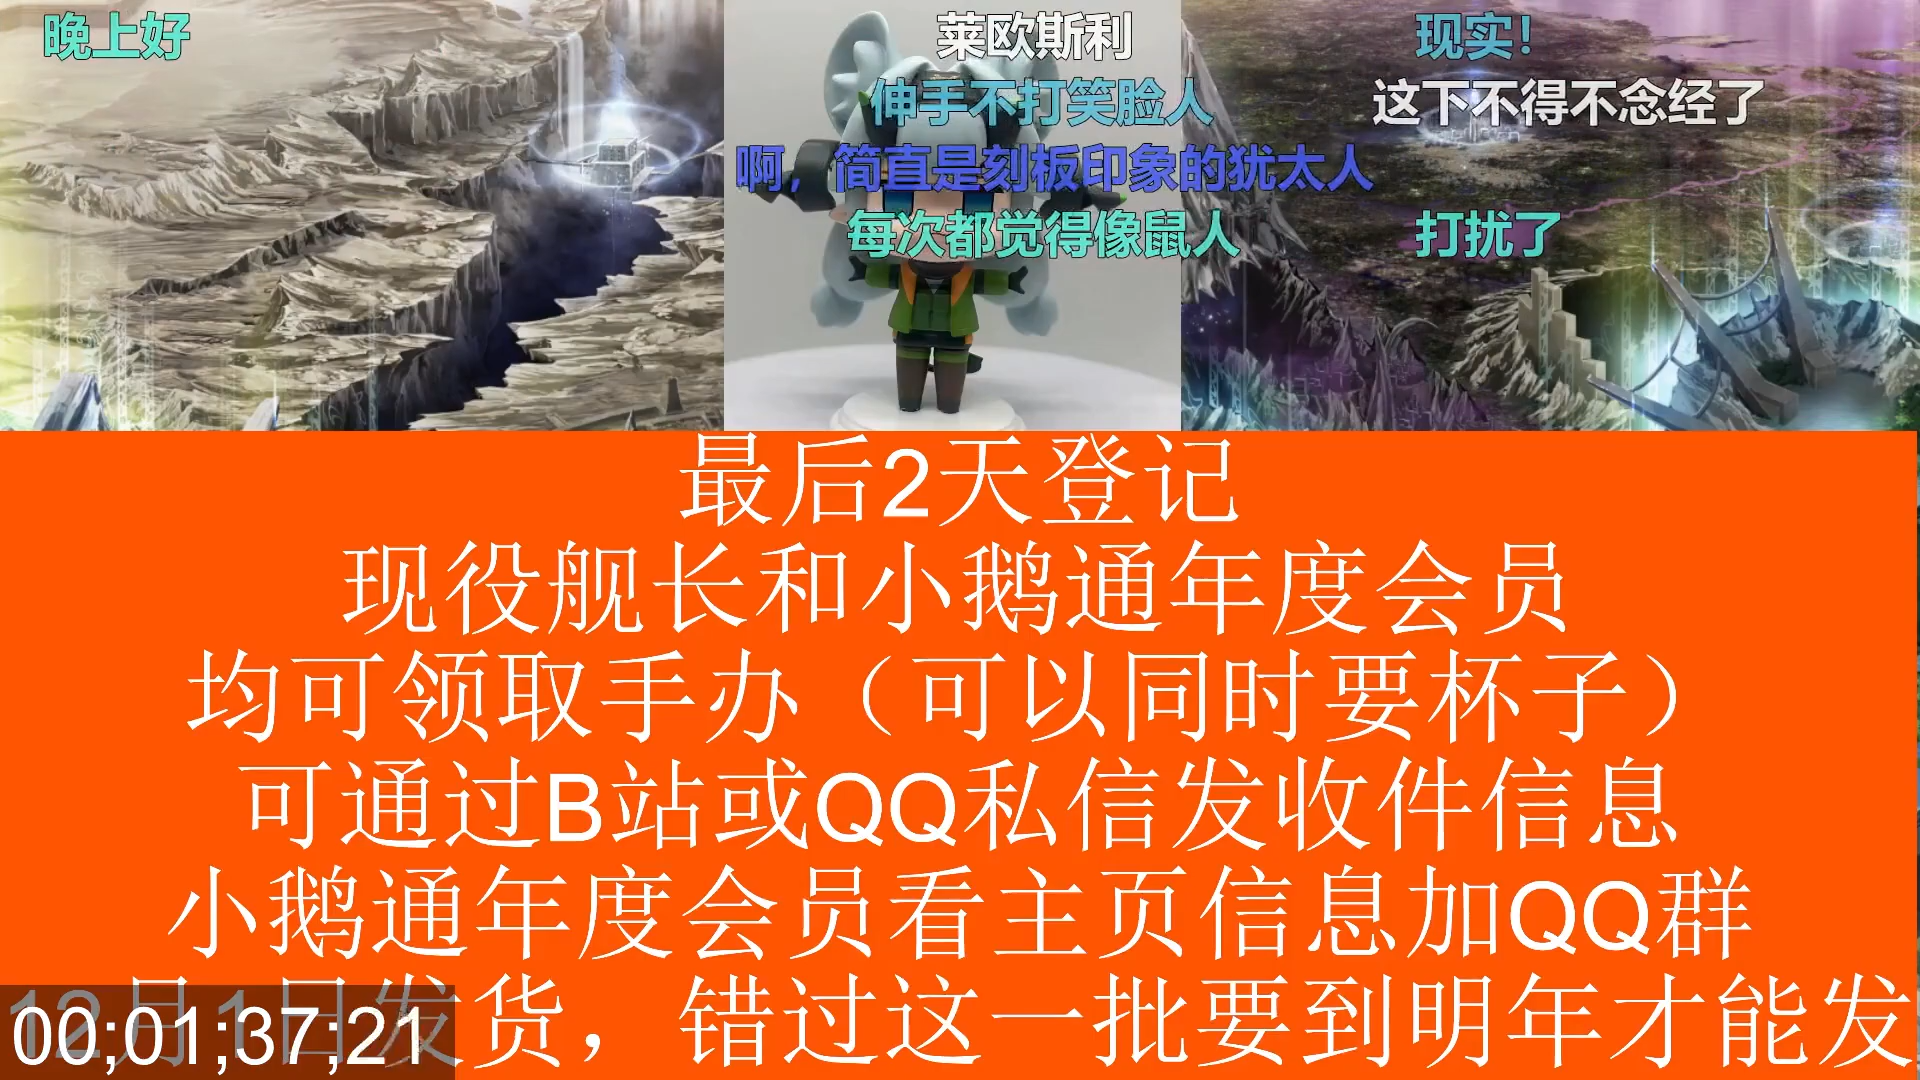 晚上好
莱欧斯利
现实！
伸手不打笑脸人
这下不得不念经了
啊，简直是刻板印象的犹太人
每次都觉得像鼠人
打扰了
最后2天登记
现役舰长和小鹅通年度会员
均可领取手办（可以同时要杯子）
可通过B站或QQ私信发收件信息
小鹅通年度会员看主页信息加QQ群
12月1日发货，错过这一批要到明年才能发
00;01;37;21